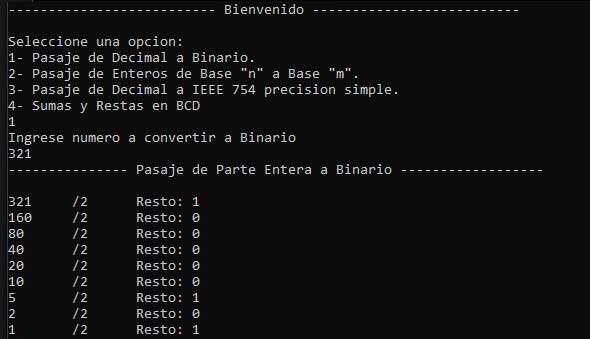 -------------------------- Bienvenido --------------------------
Seleccione una opcion:
1- Pasaje de Decimal a Binario.
2- Pasaje de Enteros de Base "n" a Base "m".
3- Pasaje de Decimal a IEEE 754 precision simple.
4- Sumas y Restas en BCD
1
Ingrese numero a convertir a Binario
321
--------------- Pasaje de Parte Entera a Binario ------------------
321     /2      Resto: 1
160     /2      Resto: 0
80      /2      Resto: 0
40      /2      Resto: 0
20      /2      Resto: 0
10      /2      Resto: 0
5       /2      Resto: 1
2       /2      Resto: 0
1       /2      Resto: 1